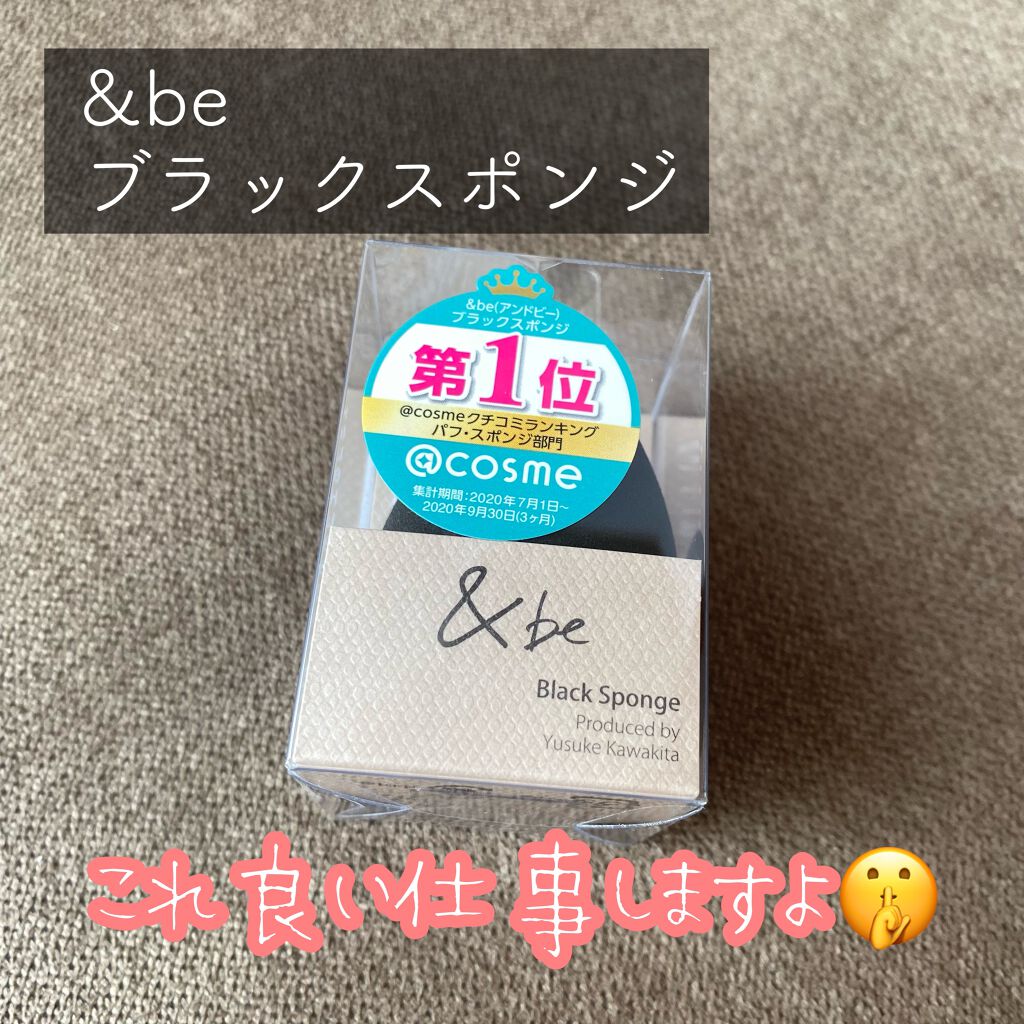 &be
ブラックスポンジ
&be(アンドビー)
ブラックスポンジ
第1位
@cosmeクチコミランキング
パフ・スポンジ部門
@cosme
集計期間:2020年7月1日~
2020年9月30日(3ヶ月)
&be
Black Sponge
Produced by
Yusuke Kawakita
これ良い仕事しますよ🤫